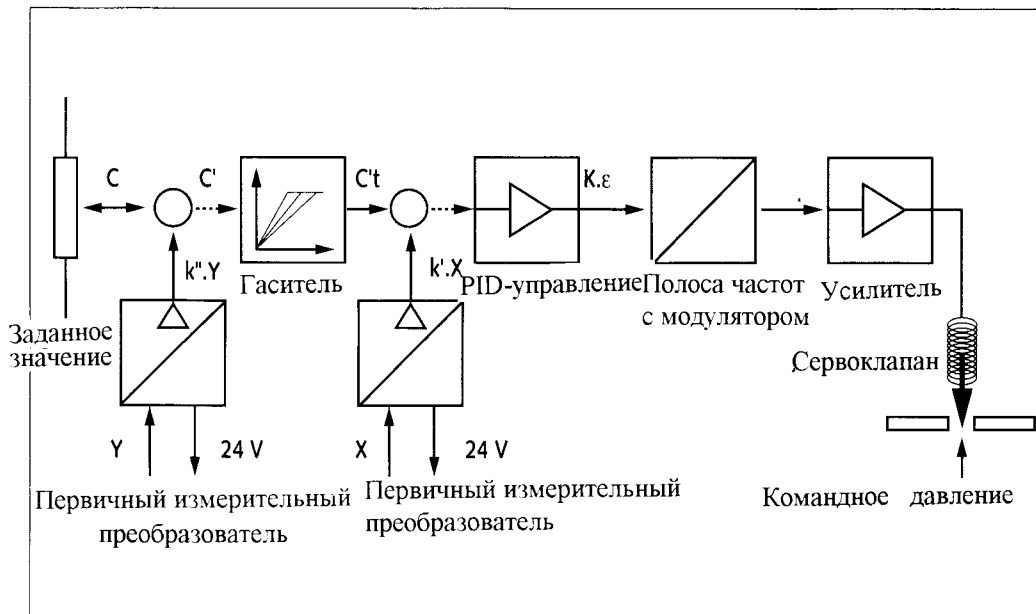 C
C'
C't
K.ε
k''.Y
k'.X
Гаситель
PID-управление
Полоса частот
с модулятором
Усилитель
Заданное
значение
Сервоклапан
Y
24 V
X
24 V
Первичный измерительный
преобразователь
Первичный измерительный
преобразователь
Командное давление